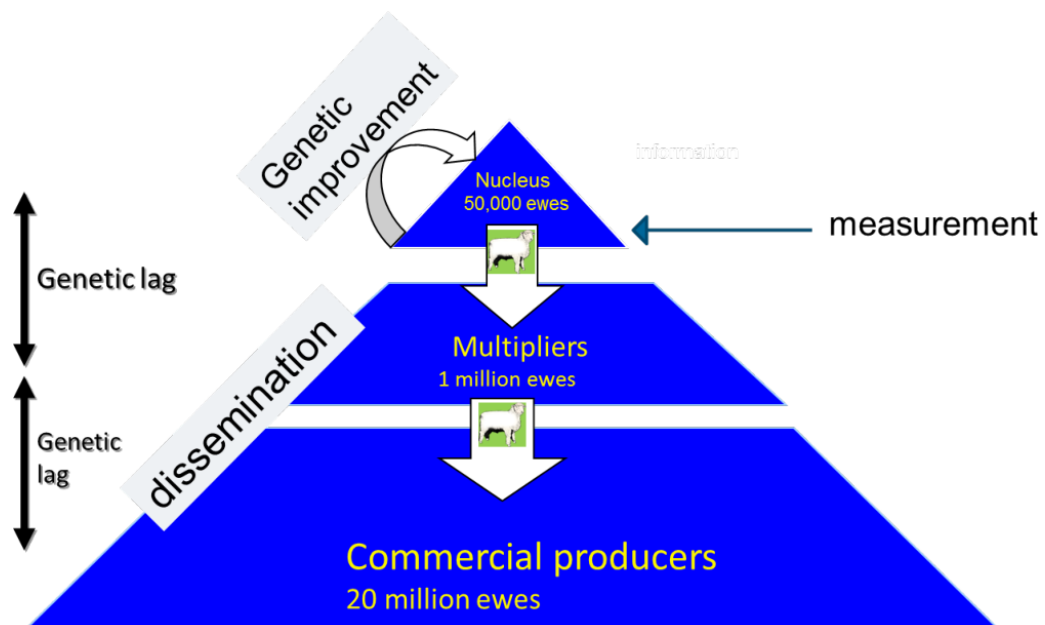 Genetic
improvement
information
Nucleus
50,000 ewes
measurement
Genetic lag
dissemination
Multipliers
1 million ewes
Genetic
lag
Commercial producers
20 million ewes